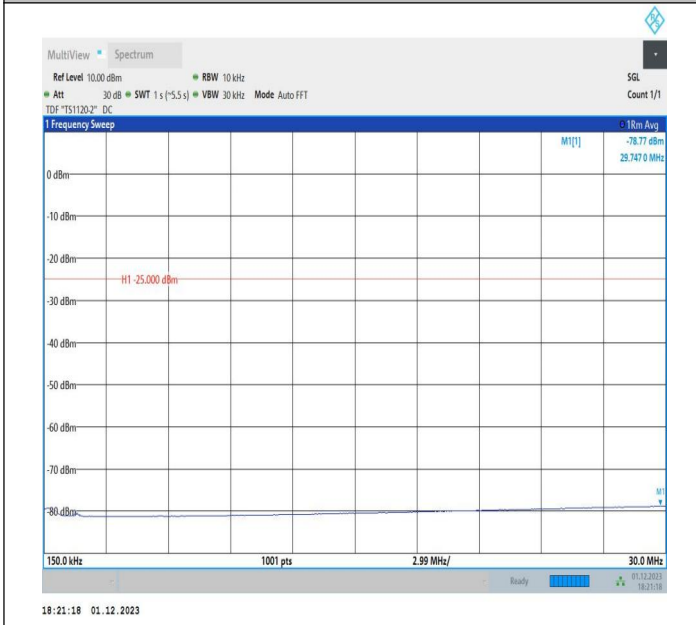 MultiView Spectrum
Ref Level 10.00 dBm RBW 10 kHz SGL
Att 30 dB SWT 1 s (~5.5 s) VBW 30 kHz Mode Auto FFT Count 1/1
TDF "TS1120-2" DC
1 Frequency Sweep 1Rm Avg
M1[1] -78.77 dBm
29.747 0 MHz
0 dBm
-10 dBm
-20 dBm
H1 -25.000 dBm
-30 dBm
-40 dBm
-50 dBm
-60 dBm
-70 dBm
M1
-80 dBm
150.0 kHz 1001 pts 2.99 MHz/ 30.0 MHz
Ready 01.12.2023
18:21:18
18:21:18 01.12.2023